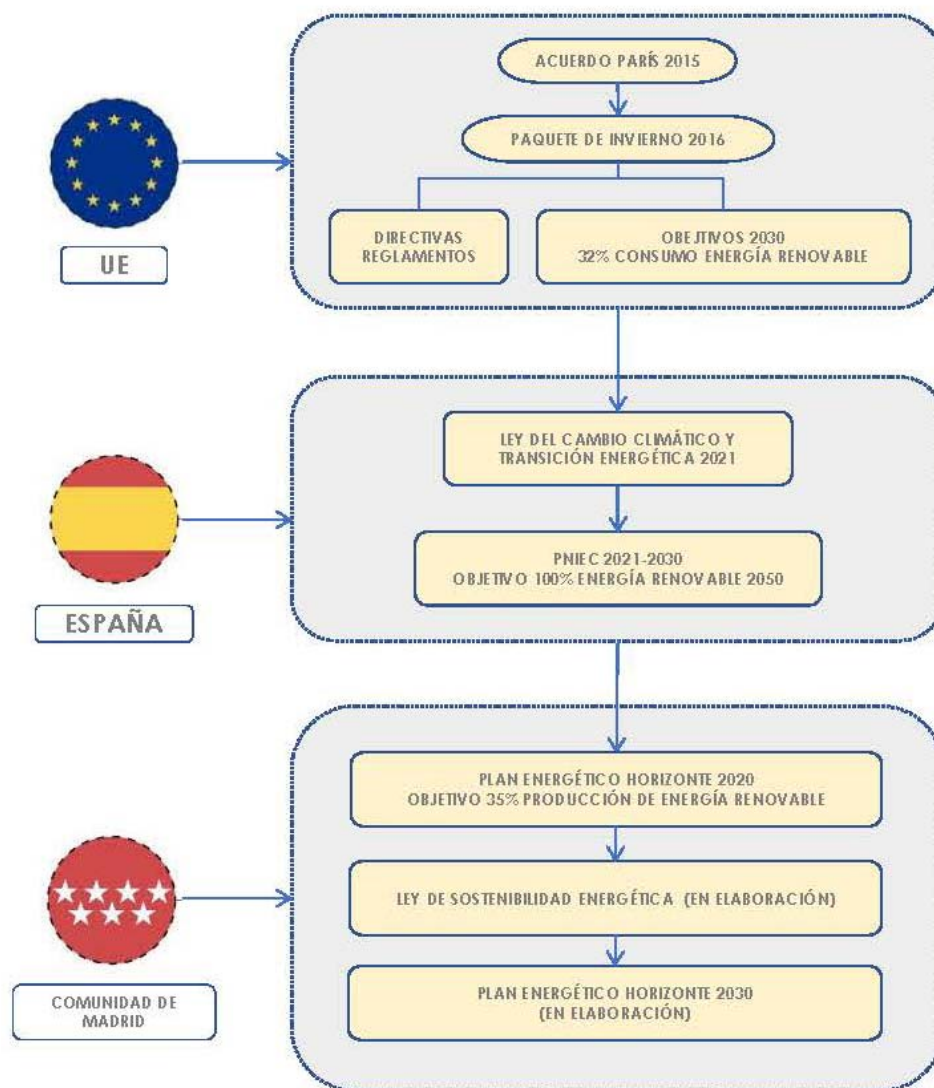 ACUERDO PARÍS 2015
PAQUETE DE INVIERNO 2016
DIRECTIVAS
REGLAMENTOS
OBEJTIVOS 2030
32% CONSUMO ENERGÍA RENOVABLE
UE
LEY DEL CAMBIO CLIMÁTICO Y
TRANSICIÓN ENERGÉTICA 2021
PNIEC 2021-2030
OBJETIVO 100% ENERGÍA RENOVABLE 2050
ESPAÑA
PLAN ENERGÉTICO HORIZONTE 2020
OBJETIVO 35% PRODUCCIÓN DE ENERGÍA RENOVABLE
LEY DE SOSTENIBILIDAD ENERGÉTICA (EN ELABORACIÓN)
PLAN ENERGÉTICO HORIZONTE 2030
(EN ELABORACIÓN)
COMUNIDAD DE
MADRID